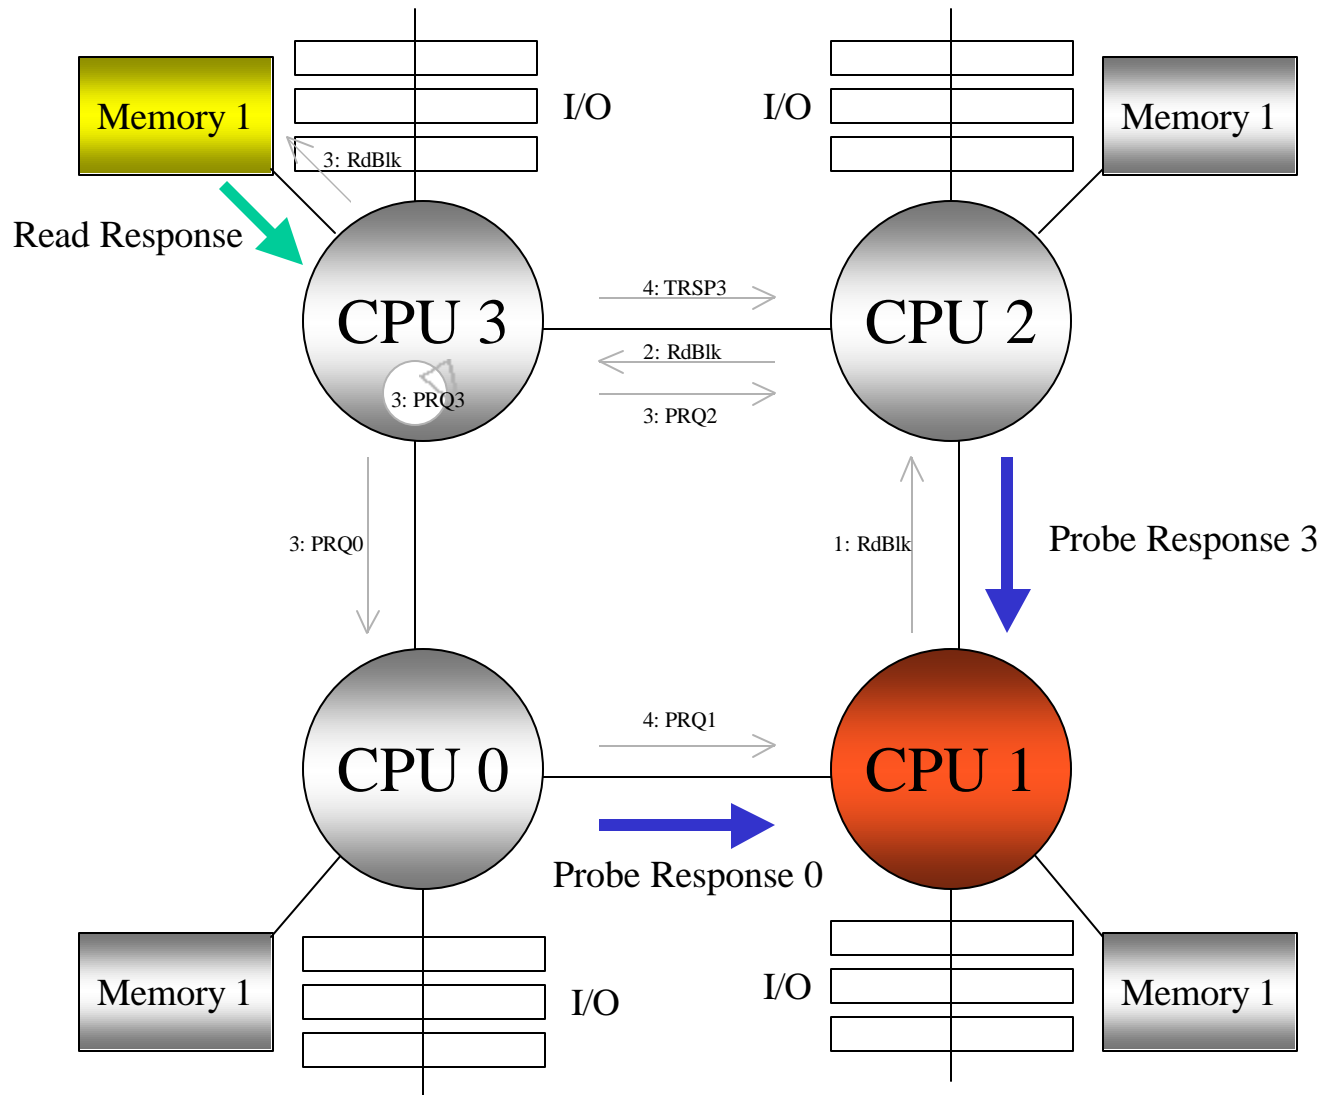 Memory 1
I/O
I/O
Memory 1
3: RdBlk
Read Response
CPU 3
4: TRSP3
CPU 2
2: RdBlk
3: PRQ3
3: PRQ2
3: PRQ0
1: RdBlk
Probe Response 3
4: PRQ1
CPU 0
CPU 1
Probe Response 0
Memory 1
I/O
I/O
Memory 1